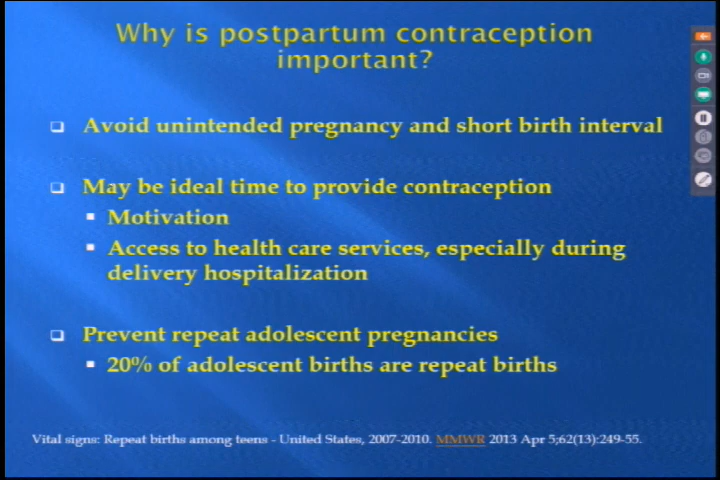 Why is postpartum contraception
important?
Avoid unintended pregnancy and short birth interval
May be ideal time to provide contraception
Motivation
Access to health care services, especially during
delivery hospitalization
Prevent repeat adolescent pregnancies
20% of adolescent births are repeat births
Vital signs: Repeat births among teens - United States, 2007-2010. MMWR 2013 Apr 5;62(13):249-55.